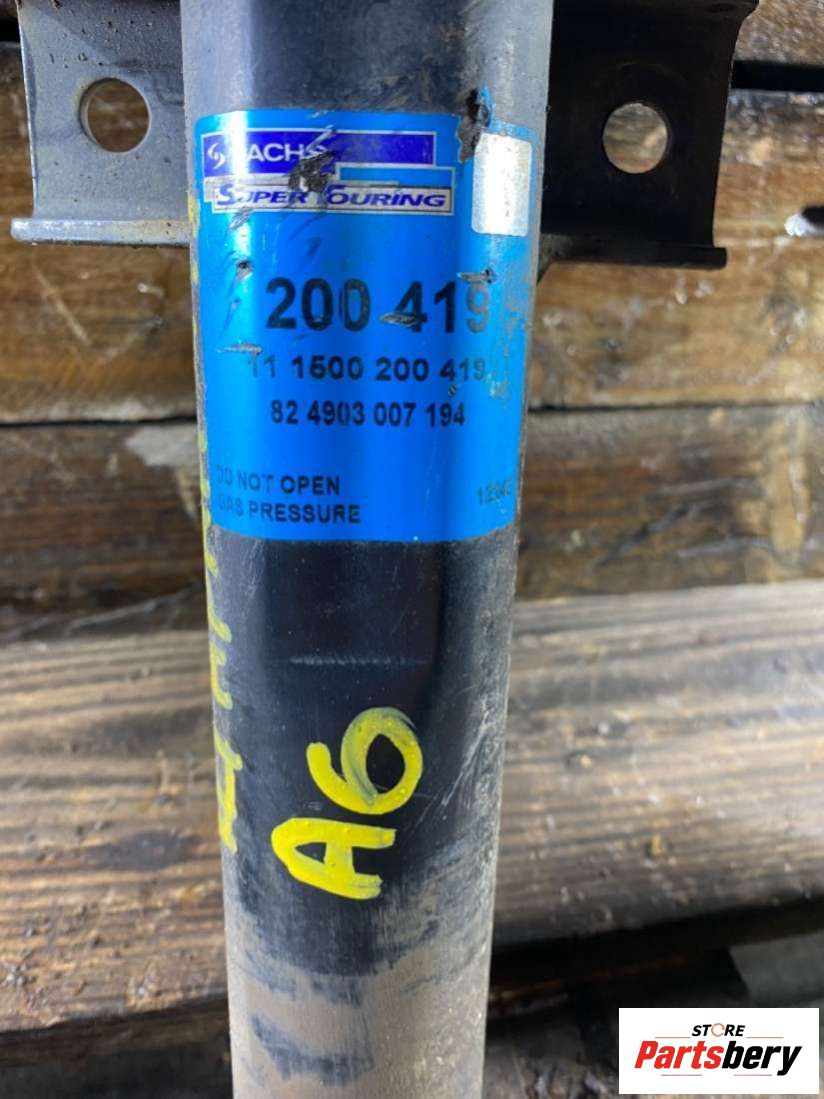 SACHS
SUPER TOURING
200 419
11 1500 200 419
82 4903 007 194
DO NOT OPEN
GAS PRESSURE
A6
STORE
Partsbery